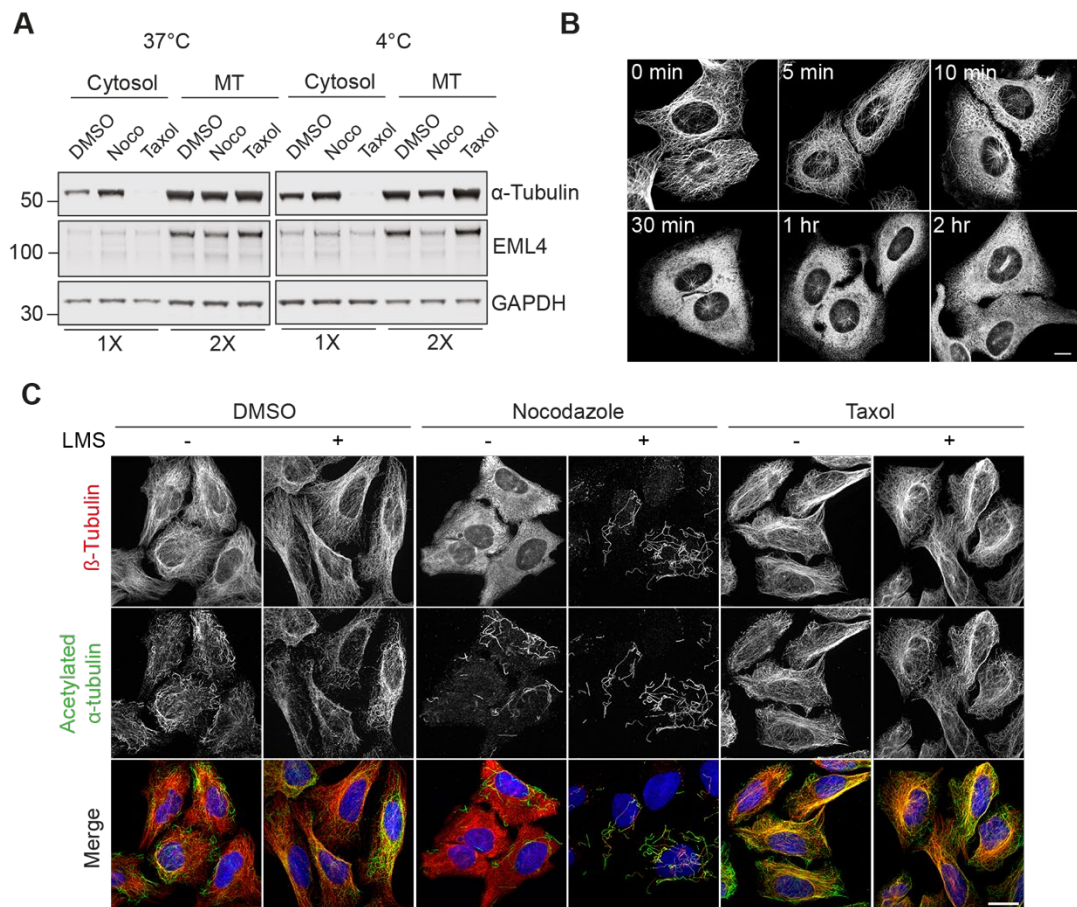 A
37°C
4°C
Cytosol
MT
Cytosol
MT
DMSO
Noco
Taxol
DMSO
Noco
Taxol
DMSO
Noco
Taxol
DMSO
Noco
Taxol
50
α-Tubulin
100
EML4
30
GAPDH
1X
2X
1X
2X
B
0 min
5 min
10 min
30 min
1 hr
2 hr
C
DMSO
Nocodazole
Taxol
LMS
-
+
-
+
-
+
ß-Tubulin
Acetylated
α-tubulin
Merge